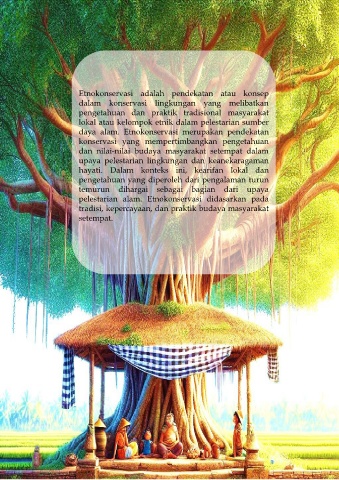 Etnokonservasi adalah pendekatan atau konsep
dalam konservasi lingkungan yang melibatkan
pengetahuan dan praktik tradisional masyarakat
lokal atau kelompok etnik dalam pelestarian sumber
daya alam. Etnokonservasi merupakan pendekatan
konservasi yang mempertimbangkan pengetahuan
dan nilai-nilai budaya masyarakat setempat dalam
upaya pelestarian lingkungan dan keanekaragaman
hayati. Dalam konteks ini, kearifan lokal dan
pengetahuan yang diperoleh dari pengalaman turun
temurun dihargai sebagai bagian dari upaya
pelestarian alam. Etnokonservasi didasarkan pada
tradisi, kepercayaan, dan praktik budaya masyarakat
setempat.